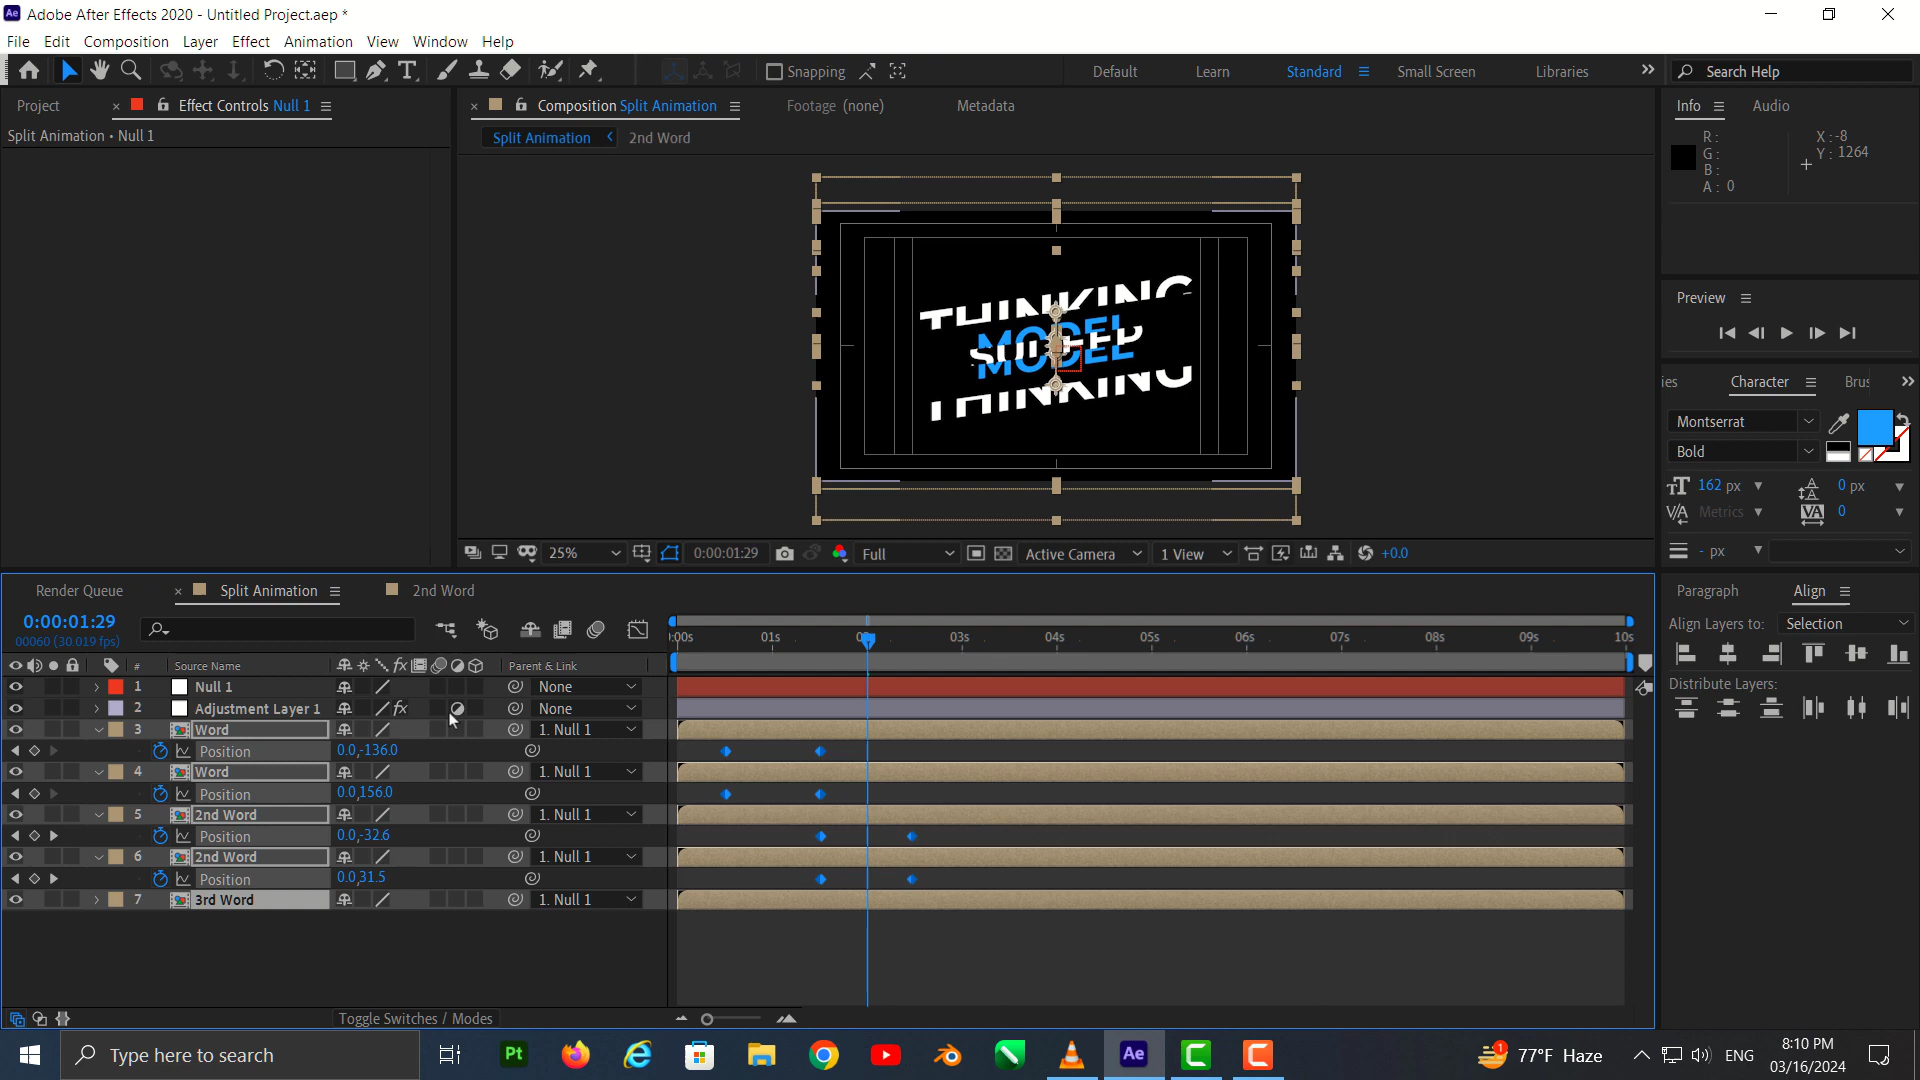 Adobe After Effects 2020 - Untitled Project.aep *
File Edit Composition Layer Effect Animation View Window Help
Snapping Default Learn Standard Small Screen Libraries Search Help
Project Effect Controls Null 1 Composition Split Animation Footage (none) Metadata Info Audio
Split Animation • Null 1
Split Animation 2nd Word
R : G : B : A : 0
X : -8
Y : 1264
THINKING
MODEL
THINKING
Preview
Character
Montserrat
Bold
162 px 0 px
Metrics 0
- px
25% 0:00:01:29 Full Active Camera 1 View +0.0
Render Queue Split Animation 2nd Word
Paragraph Align
0:00:01:29
00060 (30.019 fps)
Align Layers to: Selection
01s 03s 04s 05s 06s 07s 08s 09s 10s
# Source Name Parent & Link
Distribute Layers:
1 Null 1 None
2 Adjustment Layer 1 None
3 Word 1. Null 1
Position 0.0,-136.0
4 Word 1. Null 1
Position 0.0,156.0
5 2nd Word 1. Null 1
Position 0.0,-32.6
6 2nd Word 1. Null 1
Position 0.0,31.5
7 3rd Word 1. Null 1
Toggle Switches / Modes
Type here to search
77°F Haze
ENG
8:10 PM
03/16/2024